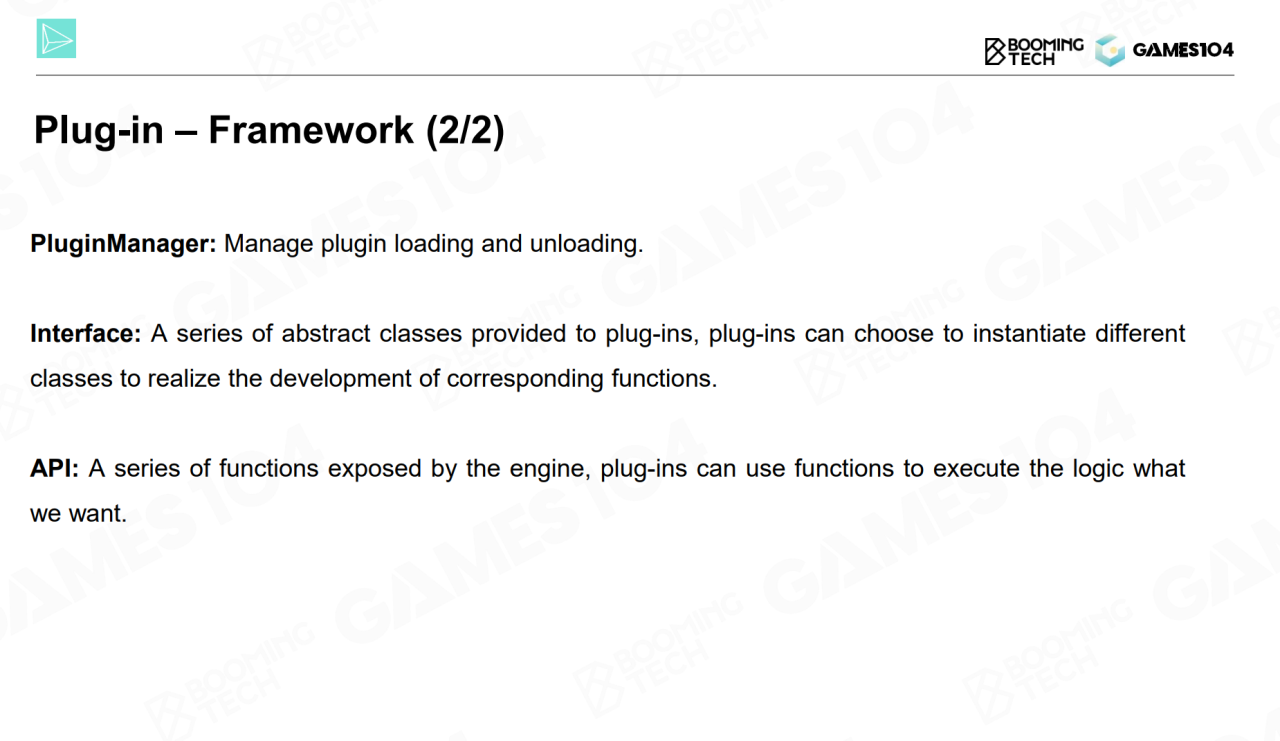 BOOMING
TECH
GAMES104
Plug-in – Framework (2/2)
PluginManager: Manage plugin loading and unloading.
Interface: A series of abstract classes provided to plug-ins, plug-ins can choose to instantiate different
classes to realize the development of corresponding functions.
API: A series of functions exposed by the engine, plug-ins can use functions to execute the logic what
we want.